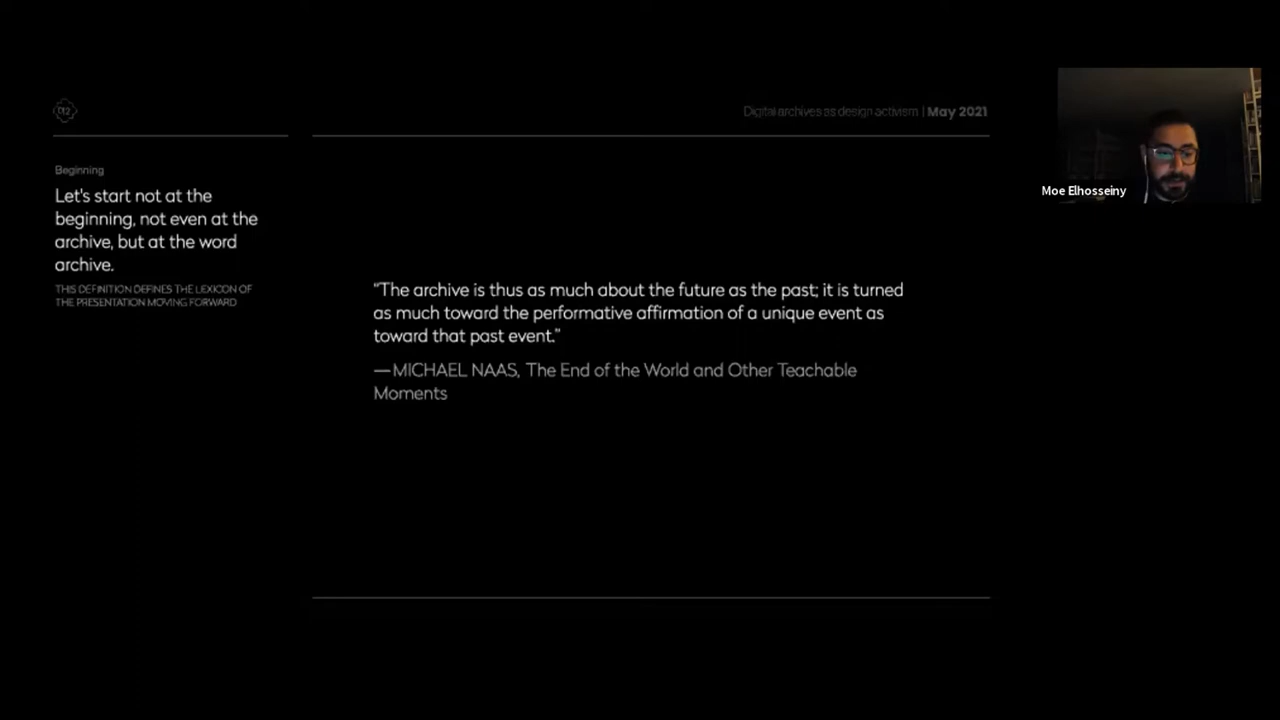 Digital archives as design activism | May 2021
Beginning
Let's start not at the
beginning, not even at the
archive, but at the word
archive.
THIS DEFINITION DEFINES THE LEXICON OF
THE PRESENTATION MOVING FORWARD
"The archive is thus as much about the future as the past; it is turned
as much toward the performative affirmation of a unique event as
toward that past event."
—MICHAEL NAAS, The End of the World and Other Teachable
Moments
Moe Elhosseiny